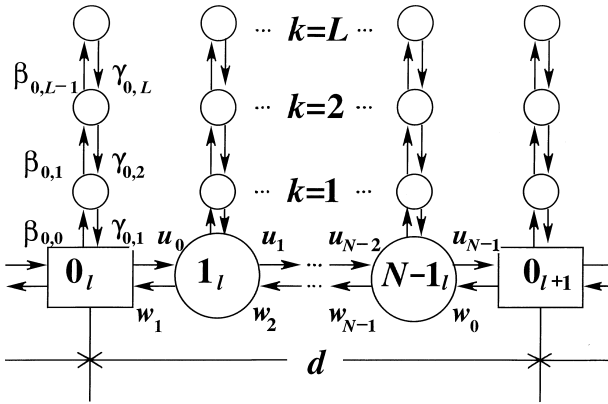 ... k=L ...
β0,L−1 γ0,L
... k=2 ...
β0,1 γ0,2
... k=1 ...
β0,0 γ0,1 u0 u1 uN−2 uN−1
0l 1l ... N−1l 0l+1
...
w1 w2 wN−1 w0
d